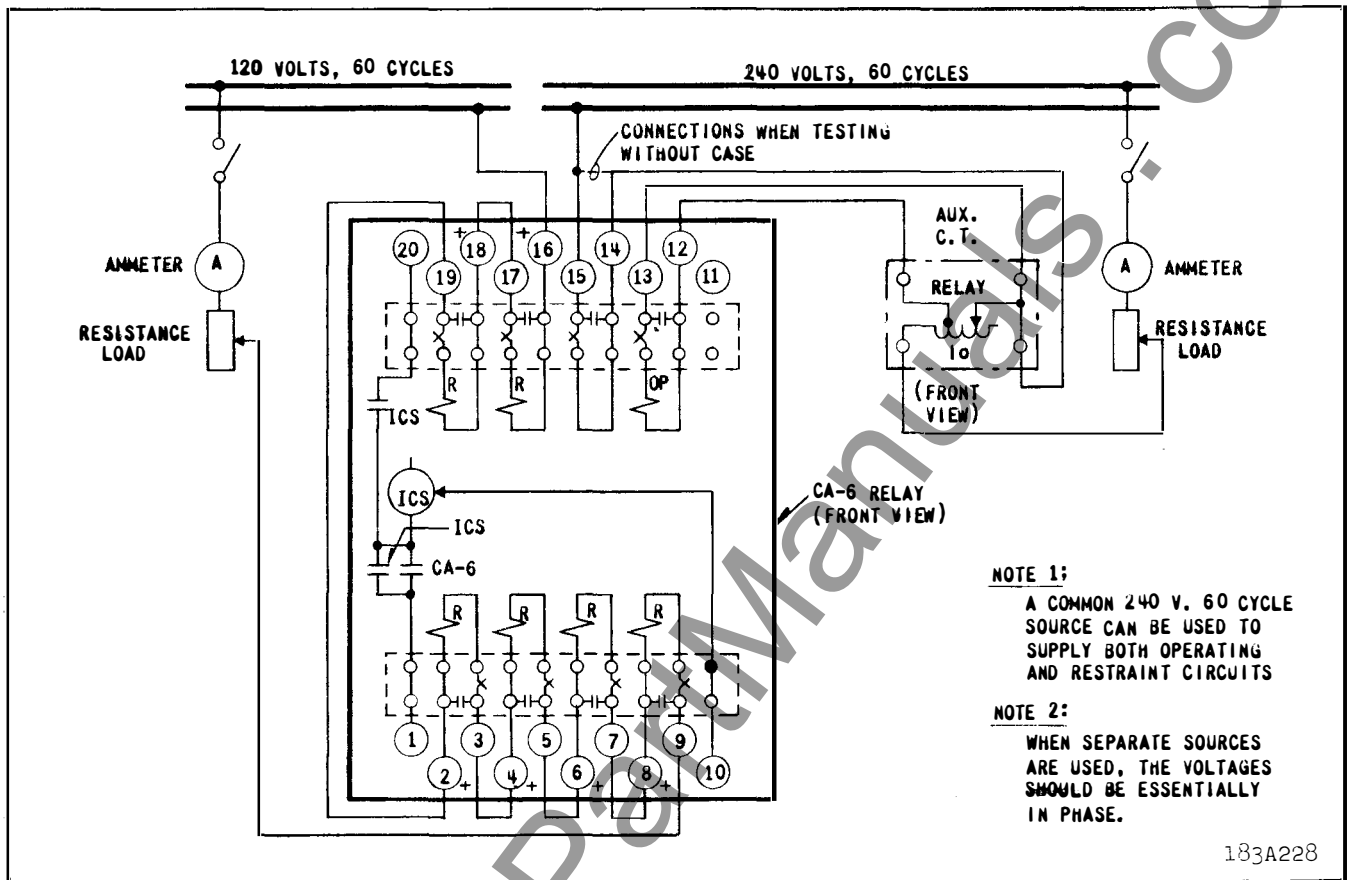 120 VOLTS, 60 CYCLES
240 VOLTS, 60 CYCLES
CONNECTIONS WHEN TESTING
WITHOUT CASE
AMMETER
A
RESISTANCE
LOAD
20
19
+
18
17
+
16
15
14
13
12
11
AUX.
C.T.
RELAY
10
(FRONT
VIEW)
A
AMMETER
RESISTANCE
LOAD
R
R
OP
ICS
ICS
ICS
CA-6
CA-6 RELAY
(FRONT VIEW)
R
R
R
R
1
2
+
3
4
+
5
6
+
7
8
+
9
10
NOTE 1;
A COMMON 240 V. 60 CYCLE
SOURCE CAN BE USED TO
SUPPLY BOTH OPERATING
AND RESTRAINT CIRCUITS
NOTE 2:
WHEN SEPARATE SOURCES
ARE USED, THE VOLTAGES
SHOULD BE ESSENTIALLY
IN PHASE.
183A228
PartManuals.co